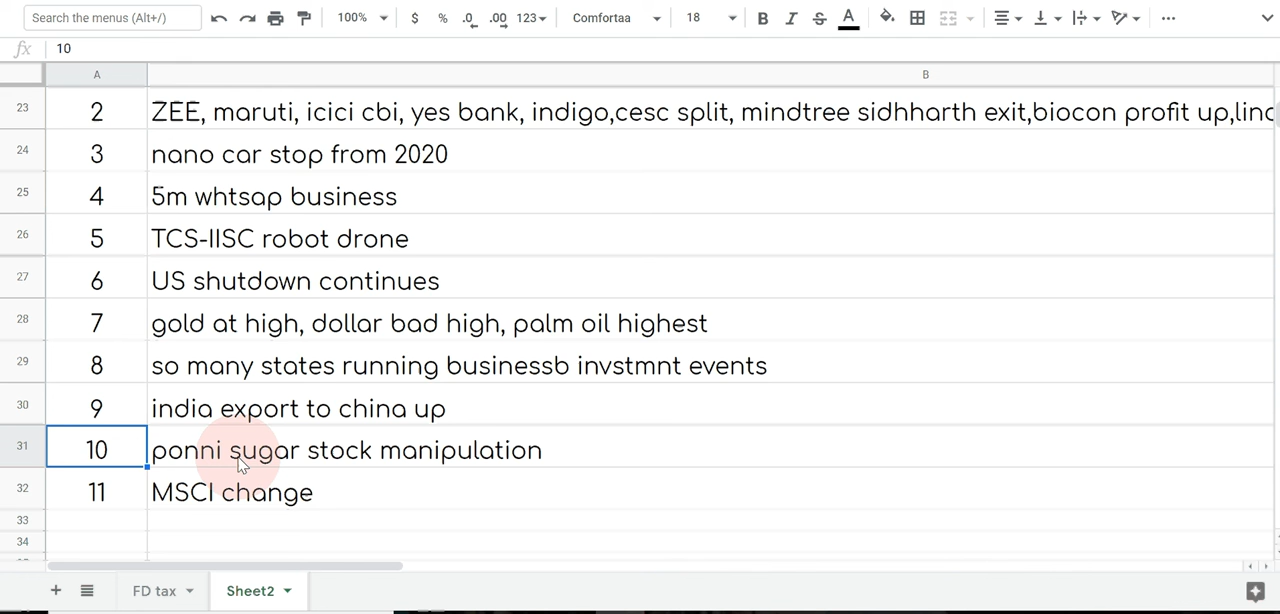 Search the menus (Alt+/) 100% $ % .0 .00 123 Comfortaa 18 B I S A
fx 10
A B
23 2 ZEE, maruti, icici cbi, yes bank, indigo,cesc split, mindtree sidhharth exit,biocon profit up,linc
24 3 nano car stop from 2020
25 4 5m whtsap business
26 5 TCS-IISC robot drone
27 6 US shutdown continues
28 7 gold at high, dollar bad high, palm oil highest
29 8 so many states running businessb invstmnt events
30 9 india export to china up
31 10 ponni sugar stock manipulation
32 11 MSCI change
33
34
FD tax Sheet2